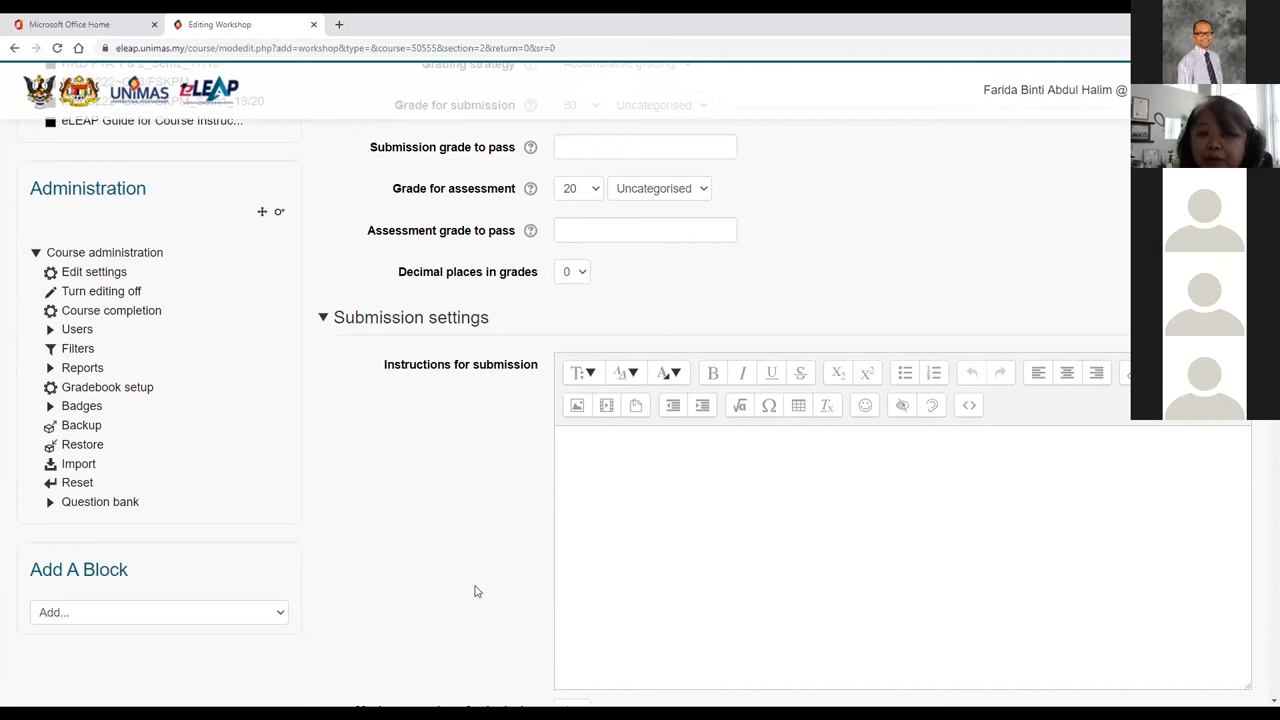 Microsoft Office Home
Editing Workshop
eleap.unimas.my/course/modedit.php?add=workshop&type=&course=50555&section=2&return=0&sr=0
UNIMAS
eLEAP
Farida Binti Abdul Halim @
Grading strategy
Accumulative grading
19/20
eLEAP Guide for Course Instruc...
Grade for submission
80
Uncategorised
Submission grade to pass
Administration
Grade for assessment
20
Uncategorised
Assessment grade to pass
Course administration
Edit settings
Decimal places in grades
0
Turn editing off
Course completion
Submission settings
Users
Filters
Instructions for submission
Reports
Gradebook setup
Badges
Backup
Restore
Import
Reset
Question bank
Add A Block
Add...